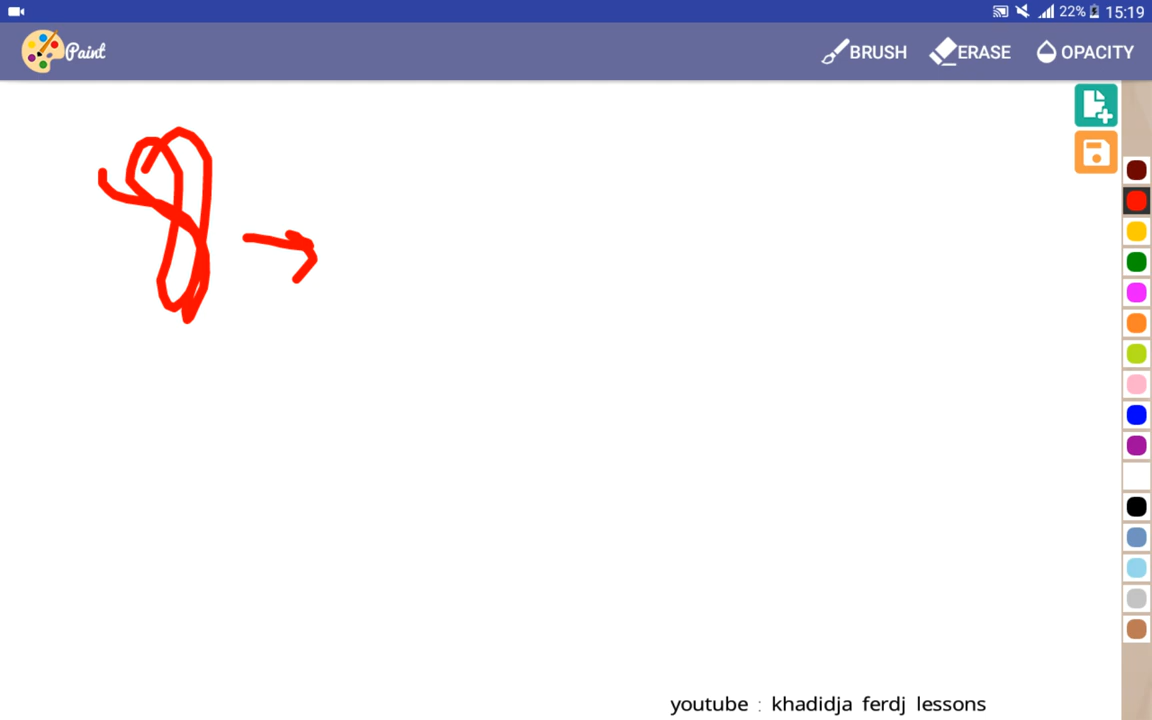 22% 15:19
Paint BRUSH ERASE OPACITY
youtube : khadidja ferdj lessons